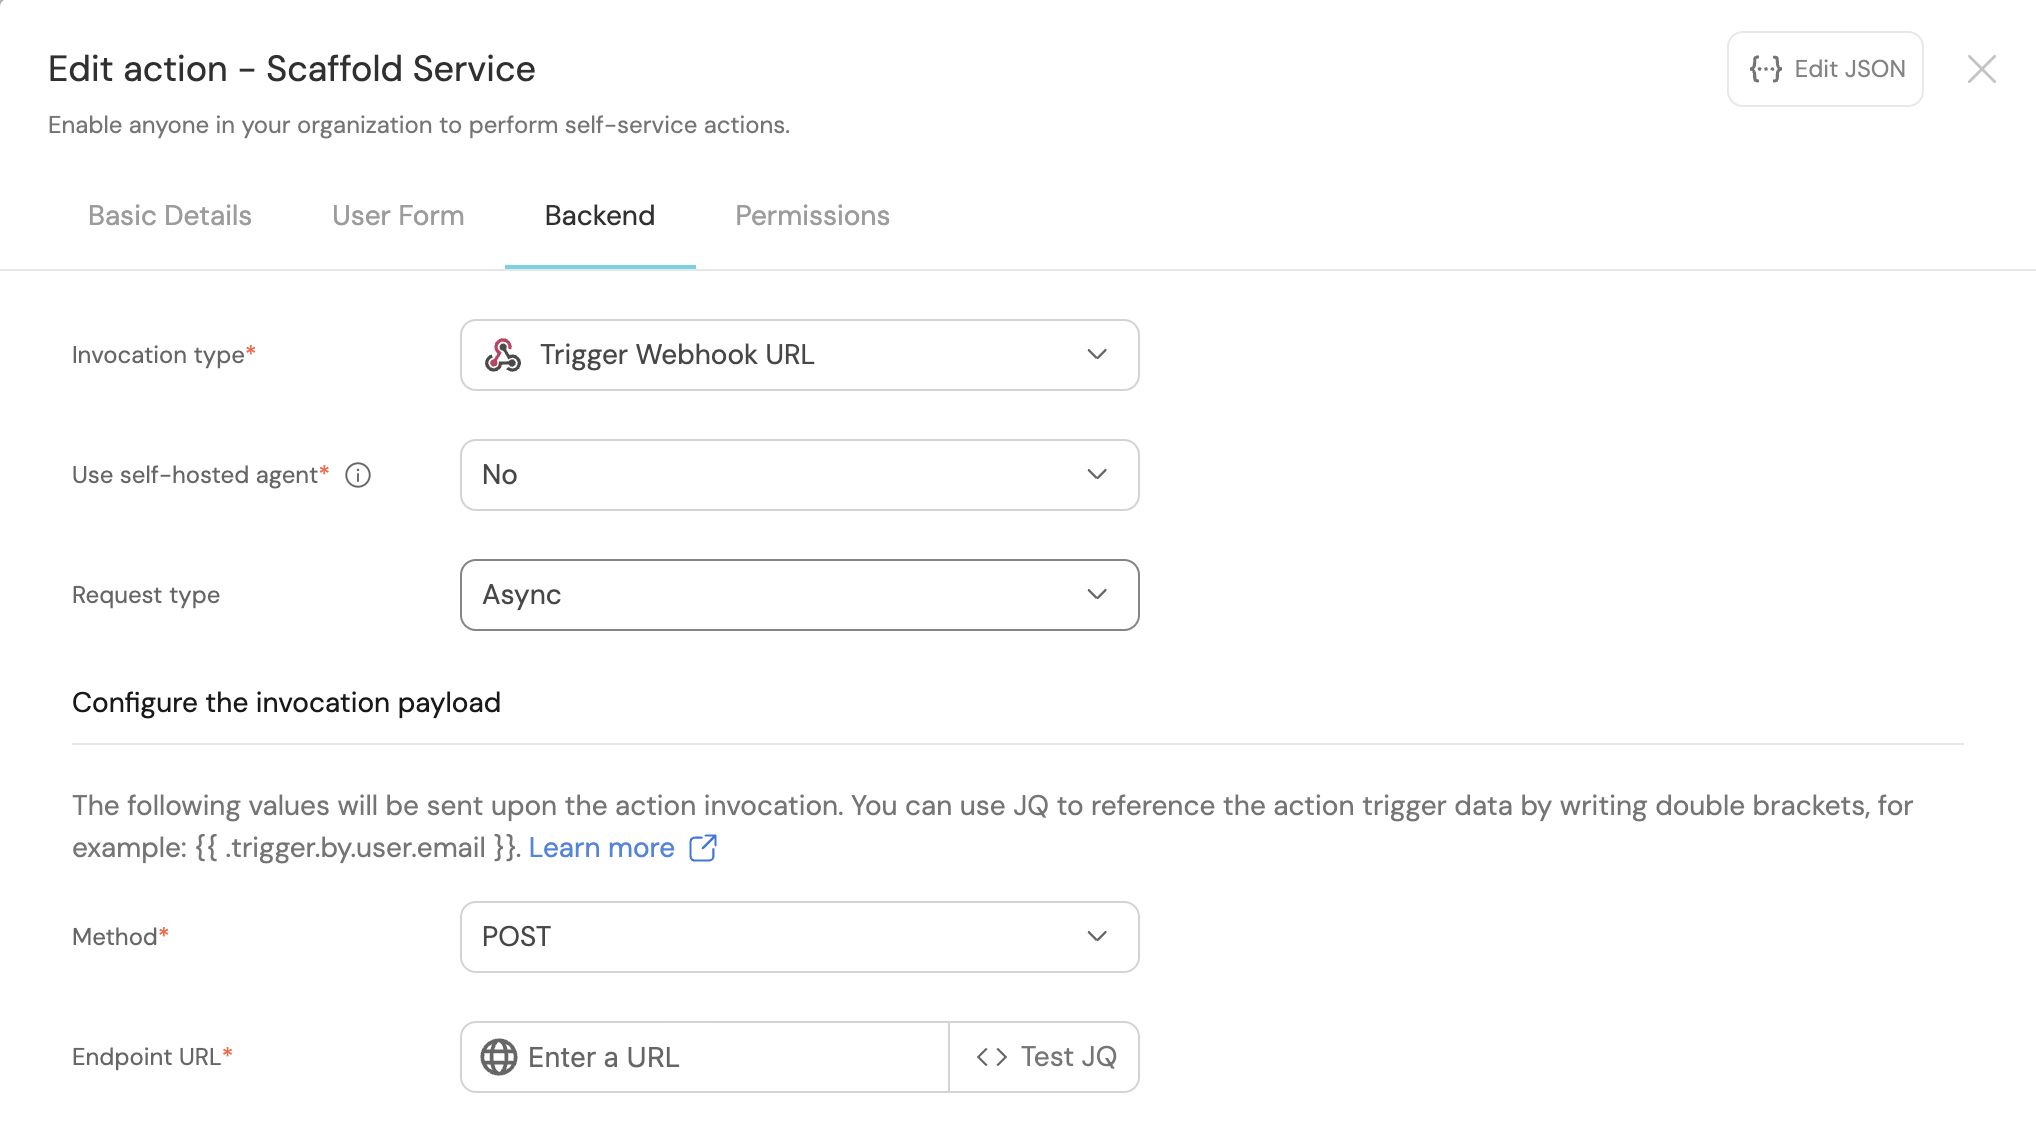 Edit action - Scaffold Service
Edit JSON
Enable anyone in your organization to perform self-service actions.
Basic Details
User Form
Backend
Permissions
Invocation type*
Trigger Webhook URL
Use self-hosted agent*
No
Request type
Async
Configure the invocation payload
The following values will be sent upon the action invocation. You can use JQ to reference the action trigger data by writing double brackets, for
example: {{ .trigger.by.user.email }}. Learn more
Method*
POST
Endpoint URL*
Enter a URL
<> Test JQ